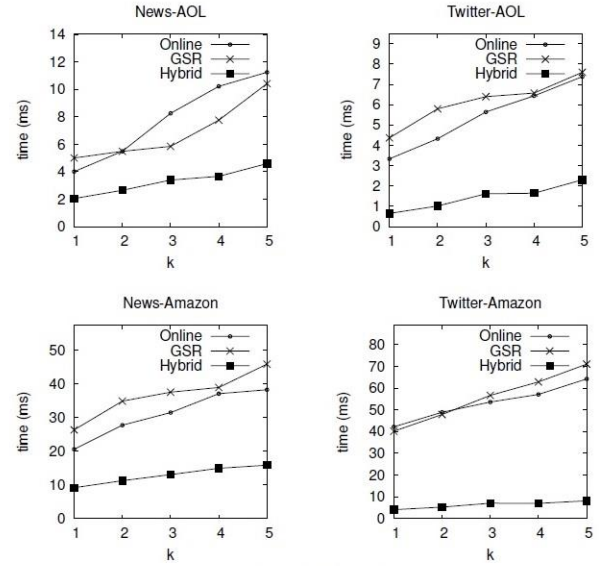 News-AOL
14
12
10
8
6
4
2
0
time (ms)
Online
GSR
Hybrid
1 2 3 4 5
k
Twitter-AOL
9
8
7
6
5
4
3
2
1
0
time (ms)
Online
GSR
Hybrid
1 2 3 4 5
k
News-Amazon
50
40
30
20
10
0
time (ms)
Online
GSR
Hybrid
1 2 3 4 5
k
Twitter-Amazon
80
70
60
50
40
30
20
10
0
time (ms)
Online
GSR
Hybrid
1 2 3 4 5
k